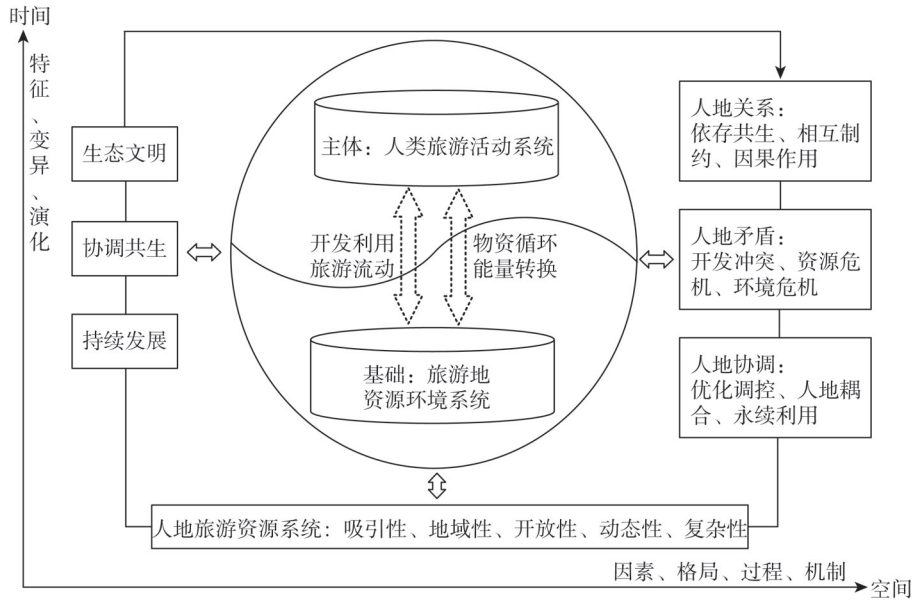 时间
特征、变异、演化
生态文明
协调共生
持续发展
主体：人类旅游活动系统
开发利用
旅游流动
物资循环
能量转换
基础：旅游地
资源环境系统
人地关系：
依存共生、相互制
约、因果作用
人地矛盾：
开发冲突、资源危
机、环境危机
人地协调：
优化调控、人地耦
合、永续利用
人地旅游资源系统：吸引性、地域性、开放性、动态性、复杂性
因素、格局、过程、机制
空间